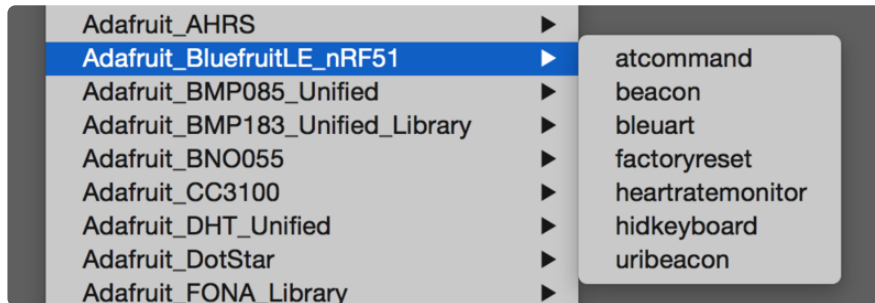 Adafruit_AHRS
Adafruit_BluefruitLE_nRF51
Adafruit_BMP085_Unified
Adafruit_BMP183_Unified_Library
Adafruit_BNO055
Adafruit_CC3100
Adafruit_DHT_Unified
Adafruit_DotStar
Adafruit_FONA_Library
atcommand
beacon
bleuart
factoryreset
heartratemonitor
hidkeyboard
uribeacon